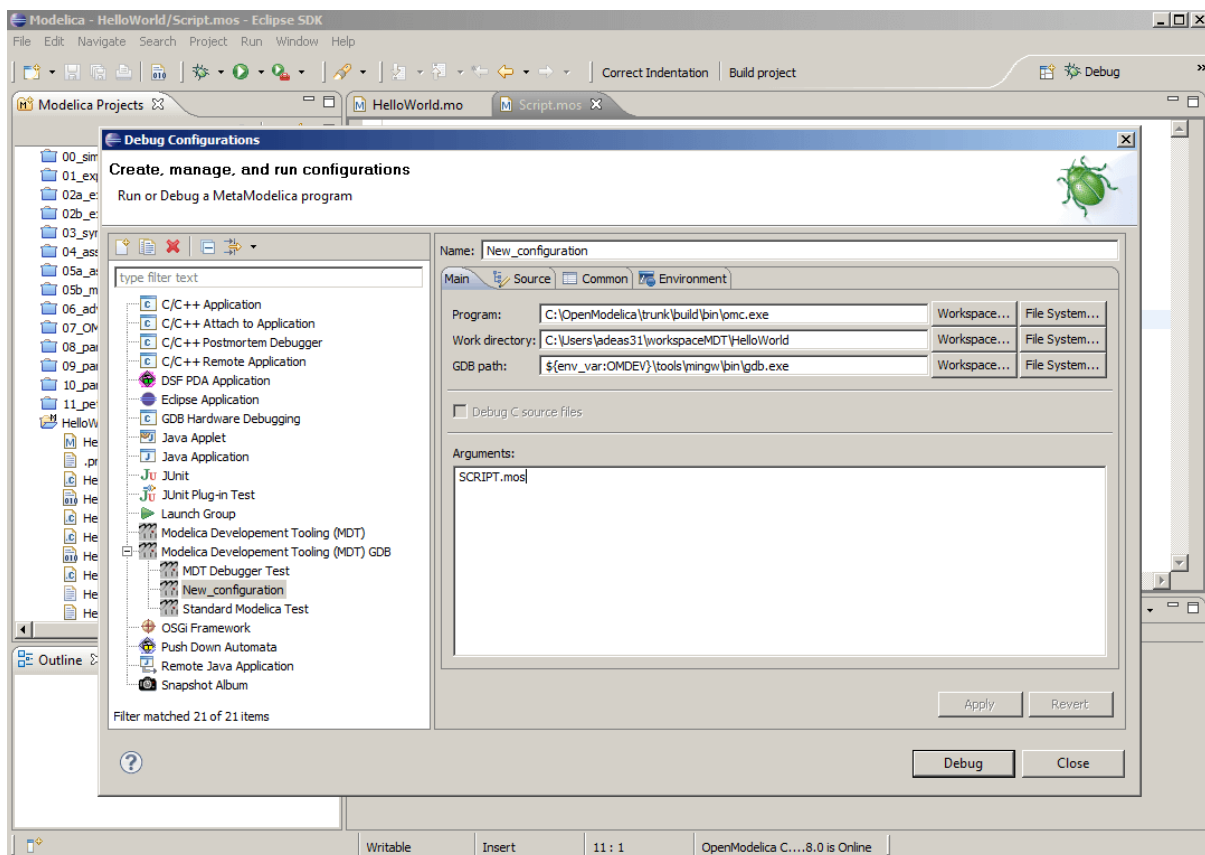 Modelica - HelloWorld/Script.mos - Eclipse SDK
File Edit Navigate Search Project Run Window Help
Correct Indentation Build project Debug
Modelica Projects HelloWorld.mo Script.mos
Debug Configurations
Create, manage, and run configurations
Run or Debug a MetaModelica program
00_sim
01_exp
02a_e
02b_e
03_syr
04_ass
05a_as
05b_m
06_ad
07_OM
08_par
09_par
10_par
11_pe
HelloW
He
.pr
He
He
He
He
He
He
He
He
type filter text
C/C++ Application
C/C++ Attach to Application
C/C++ Postmortem Debugger
C/C++ Remote Application
DSF PDA Application
Eclipse Application
GDB Hardware Debugging
Java Applet
Java Application
JUnit
JUnit Plug-in Test
Launch Group
Modelica Developement Tooling (MDT)
Modelica Developement Tooling (MDT) GDB
MDT Debugger Test
New_configuration
Standard Modelica Test
OSGi Framework
Push Down Automata
Remote Java Application
Snapshot Album
Filter matched 21 of 21 items
Name: New_configuration
Main Source Common Environment
Program: C:\OpenModelica\trunk\build\bin\omc.exe Workspace... File System...
Work directory: C:\Users\adeas31\workspaceMDT\HelloWorld Workspace... File System...
GDB path: ${env_var:OMDEV}\tools\mingw\bin\gdb.exe Workspace... File System...
Debug C source files
Arguments:
SCRIPT.mos
Apply Revert
Debug Close
Outline
Writable Insert 11 : 1 OpenModelica C....8.0 is Online